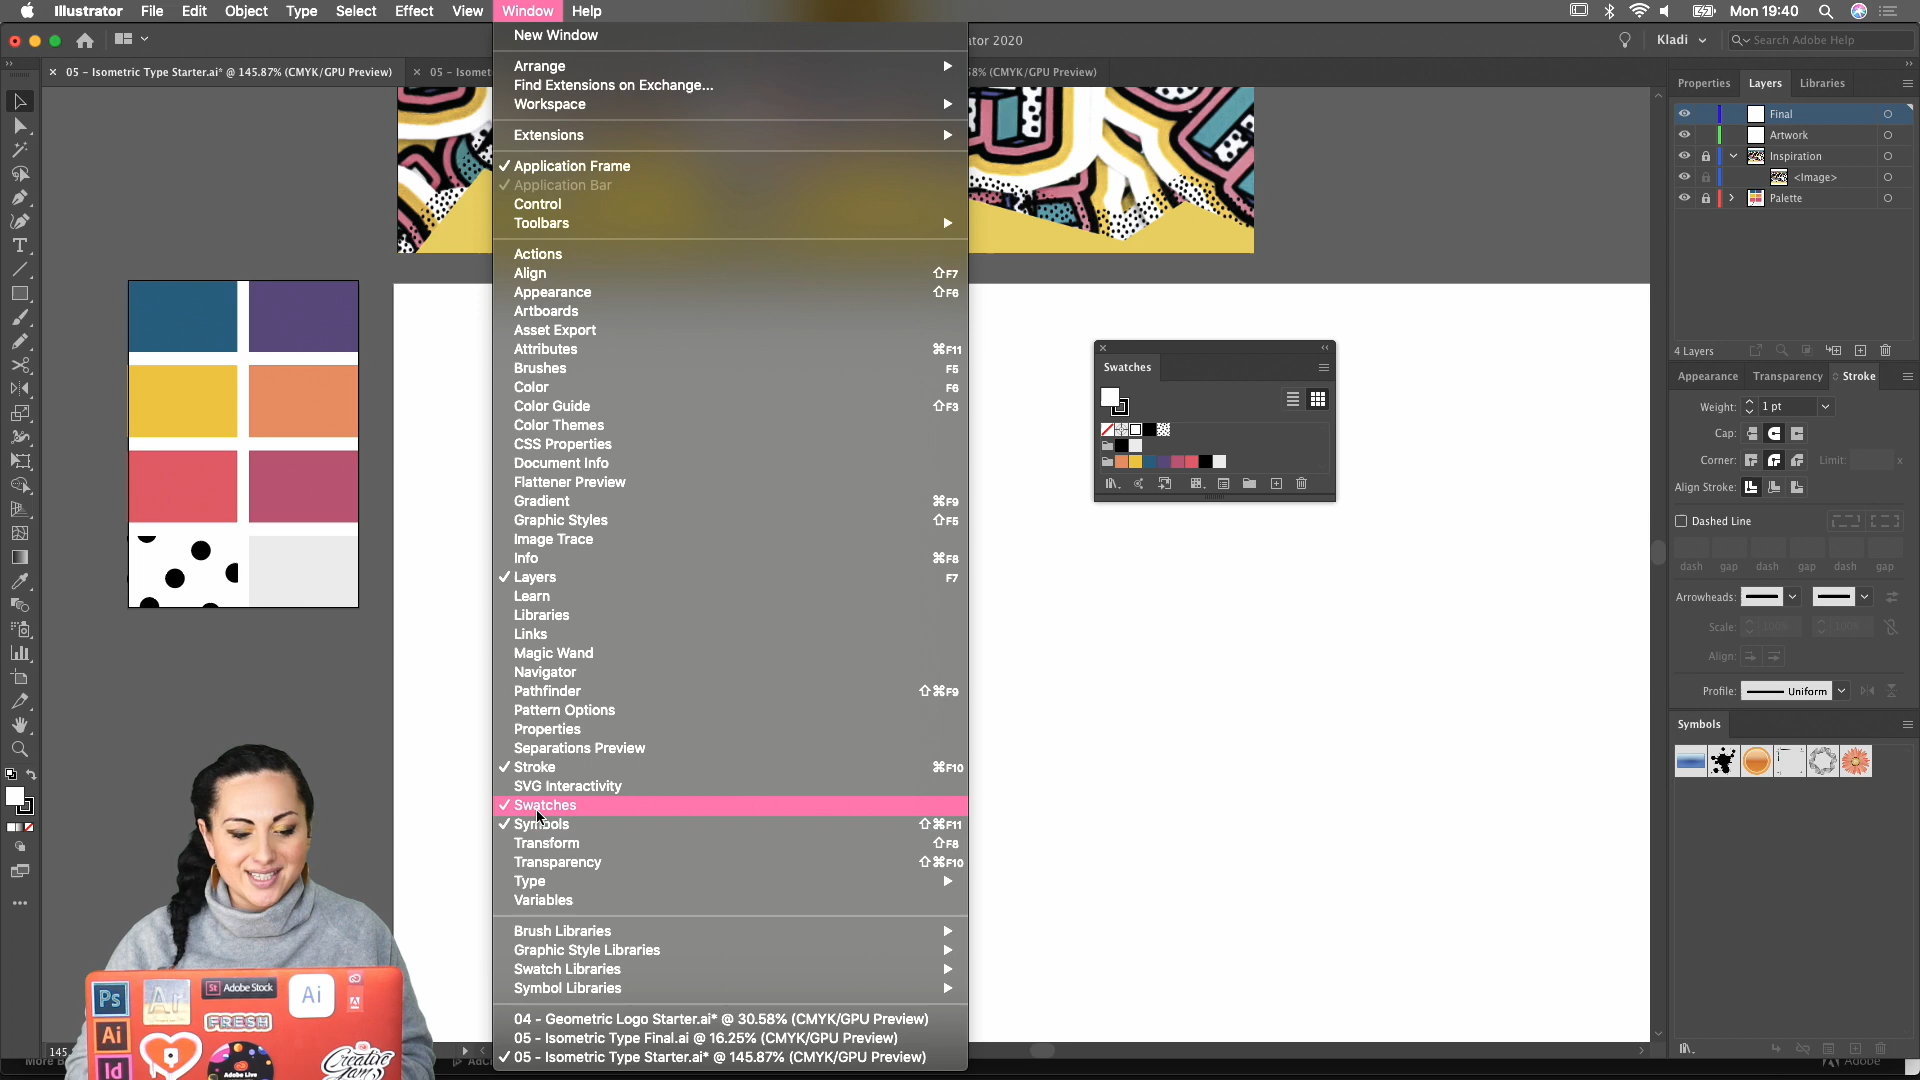 Illustrator File Edit Object Type Select Effect View Window Help
Mon 19:40
ator 2020
Kladi
Search Adobe Help
05 - Isometric Type Starter.ai* @ 145.87% (CMYK/GPU Preview)
05 - Isomet
58% (CMYK/GPU Preview)
New Window
Arrange
Find Extensions on Exchange...
Workspace
Extensions
Application Frame
Application Bar
Control
Toolbars
Actions
Align ⇧F7
Appearance ⇧F6
Artboards
Asset Export
Attributes ⌘F11
Brushes F5
Color F6
Color Guide ⇧F3
Color Themes
CSS Properties
Document Info
Flattener Preview
Gradient ⌘F9
Graphic Styles ⇧F5
Image Trace
Info ⌘F8
Layers F7
Learn
Libraries
Links
Magic Wand
Navigator
Pathfinder ⇧⌘F9
Pattern Options
Properties
Separations Preview
Stroke ⌘F10
SVG Interactivity
Swatches
Symbols ⇧⌘F11
Transform ⇧F8
Transparency ⇧⌘F10
Type
Variables
Brush Libraries
Graphic Style Libraries
Swatch Libraries
Symbol Libraries
04 - Geometric Logo Starter.ai* @ 30.58% (CMYK/GPU Preview)
05 - Isometric Type Final.ai @ 16.25% (CMYK/GPU Preview)
05 - Isometric Type Starter.ai* @ 145.87% (CMYK/GPU Preview)
Swatches
Properties Layers Libraries
Final
Artwork
Inspiration
<Image>
Palette
4 Layers
Appearance Transparency Stroke
Weight: 1 pt
Cap:
Corner: Limit: x
Align Stroke:
Dashed Line
dash gap dash gap dash gap
Arrowheads:
Scale: 100% 100%
Align:
Profile: Uniform
Symbols
145
More B
Adobe
Ps
Ar
St Adobe Stock
Ai
Ai
FRESH
Id
Adobe Live
Creative Jam